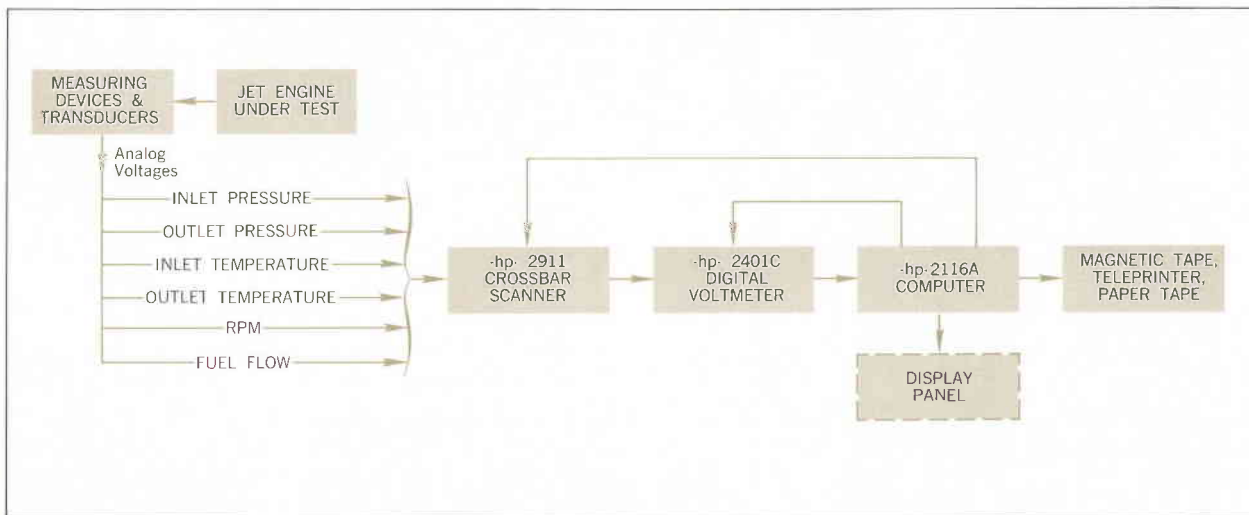 MEASURING
DEVICES &
TRANSDUCERS
JET ENGINE
UNDER TEST
Analog
Voltages
INLET PRESSURE
OUTLET PRESSURE
INLET TEMPERATURE
OUTLET TEMPERATURE
RPM
FUEL FLOW
-hp- 2911
CROSSBAR
SCANNER
-hp- 2401C
DIGITAL
VOLTMETER
-hp- 2116A
COMPUTER
MAGNETIC TAPE,
TELEPRINTER,
PAPER TAPE
DISPLAY
PANEL